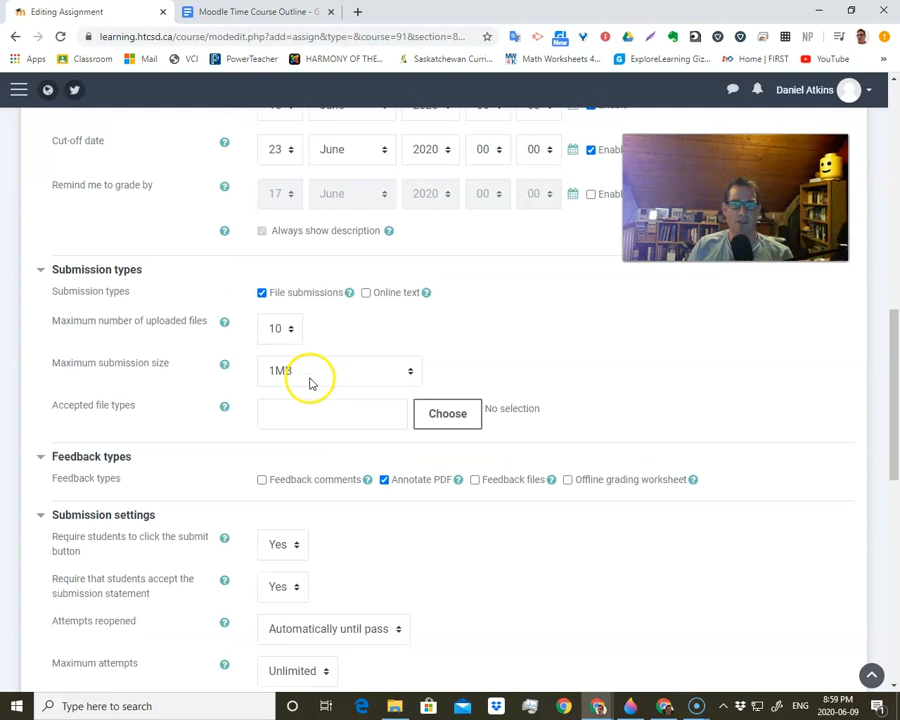 Editing Assignment
Moodle Time Course Outline - G
learning.htcsd.ca/course/modedit.php?add=assign&type=&course=91&section=8...
Apps Classroom Mail VCI PowerTeacher HARMONY OF THE... Saskatchewan Curri... Math Worksheets 4... ExploreLearning Giz... Home | FIRST YouTube »
New
NP
Daniel Atkins
Cut-off date 23 June 2020 00 00 Enab
Remind me to grade by 17 June 2020 00 00 Enab
Always show description
Submission types
Submission types File submissions Online text
Maximum number of uploaded files 10
Maximum submission size 1MB
Accepted file types Choose No selection
Feedback types
Feedback types Feedback comments Annotate PDF Feedback files Offline grading worksheet
Submission settings
Require students to click the submit button Yes
Require that students accept the submission statement Yes
Attempts reopened Automatically until pass
Maximum attempts Unlimited
Type here to search
8:59 PM
2020-06-09